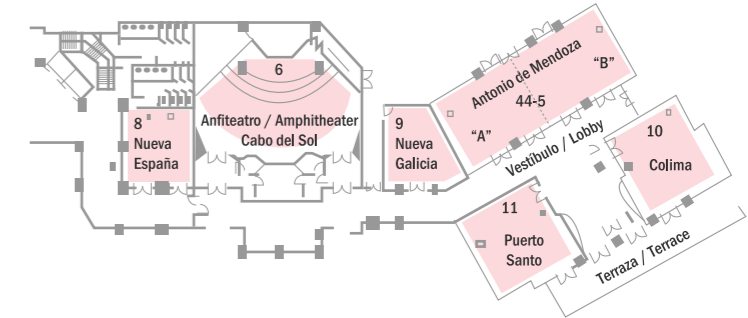 6
Anfiteatro / Amphitheater
Cabo del Sol
8
Nueva
España
9
Nueva
Galicia
Antonio de Mendoza
44-5
"A"
"B"
Vestíbulo / Lobby
10
Colima
11
Puerto
Santo
Terraza / Terrace